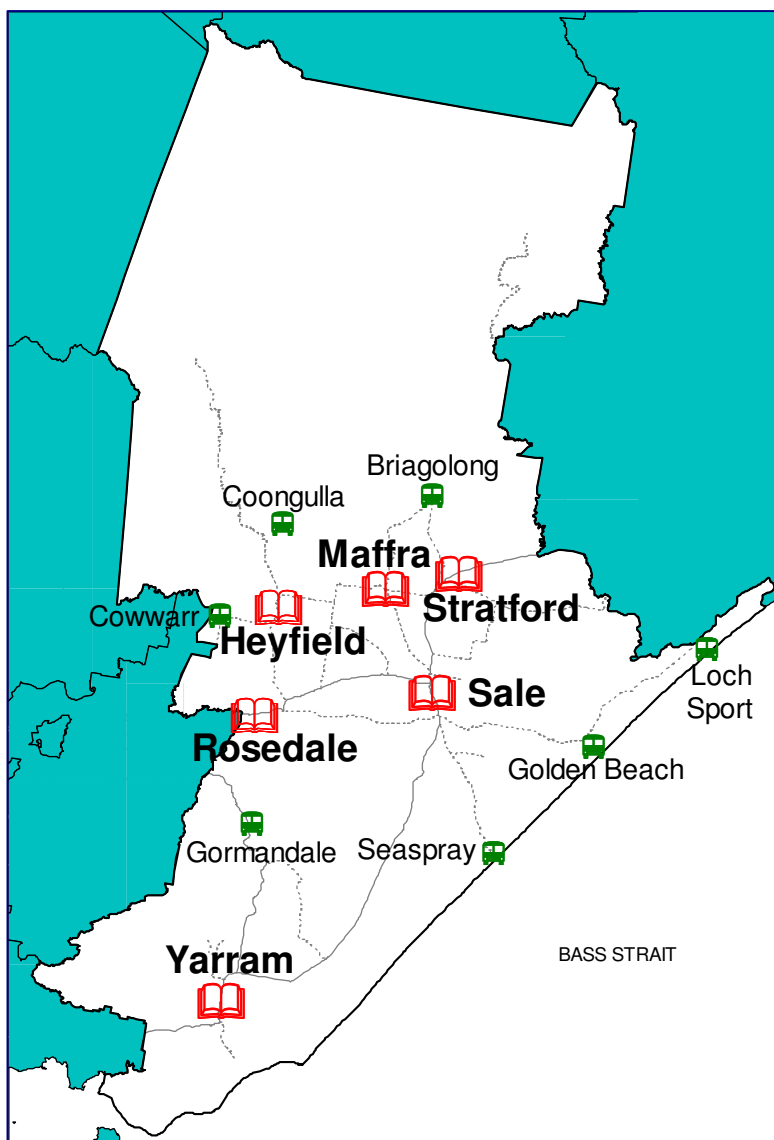 Briagolong
Coongulla
Maffra
Stratford
Cowwarr
Heyfield
Loch
Sport
Sale
Rosedale
Golden Beach
Gormandale
Seaspray
BASS STRAIT
Yarram